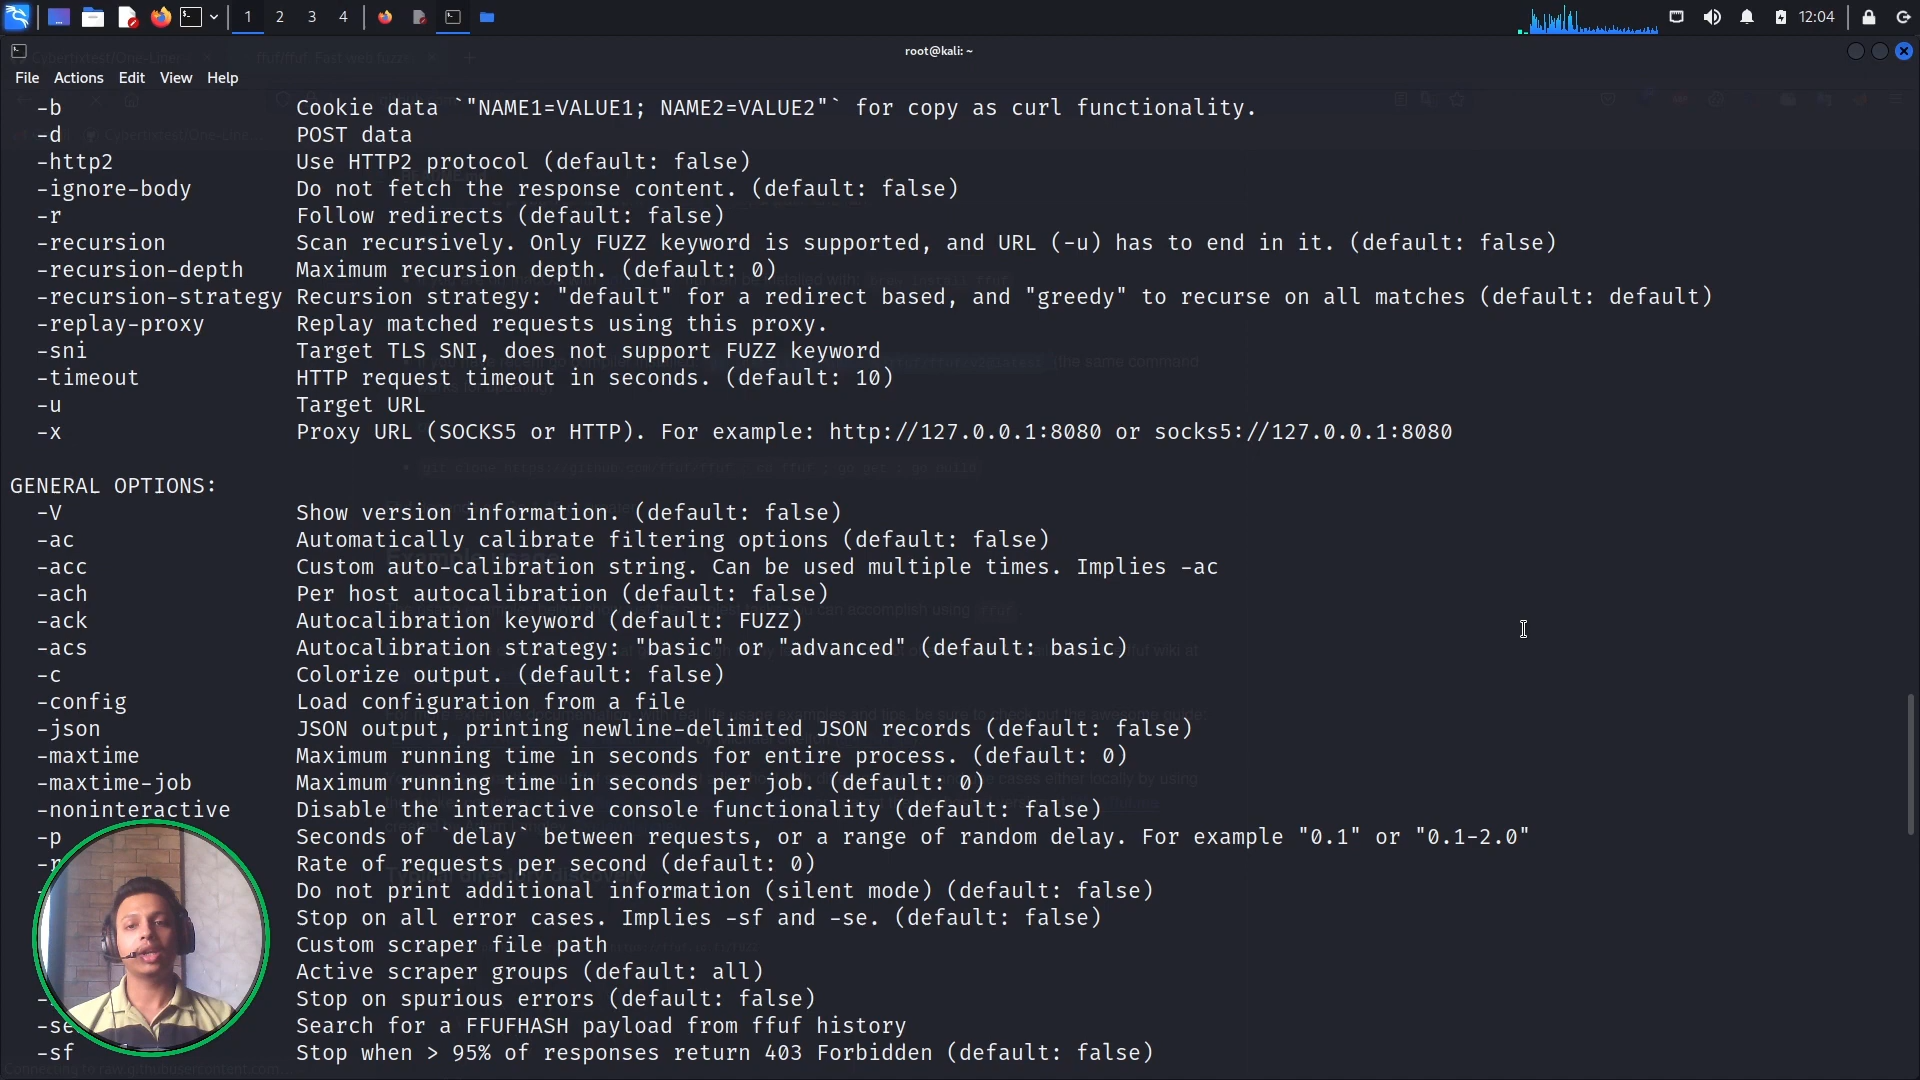 1 2 3 4
12:04
root@kali: ~
File Actions Edit View Help
-b Cookie data `"NAME1=VALUE1; NAME2=VALUE2"` for copy as curl functionality.
-d POST data
-http2 Use HTTP2 protocol (default: false)
-ignore-body Do not fetch the response content. (default: false)
-r Follow redirects (default: false)
-recursion Scan recursively. Only FUZZ keyword is supported, and URL (-u) has to end in it. (default: false)
-recursion-depth Maximum recursion depth. (default: 0)
-recursion-strategy Recursion strategy: "default" for a redirect based, and "greedy" to recurse on all matches (default: default)
-replay-proxy Replay matched requests using this proxy.
-sni Target TLS SNI, does not support FUZZ keyword
-timeout HTTP request timeout in seconds. (default: 10)
-u Target URL
-x Proxy URL (SOCKS5 or HTTP). For example: http://127.0.0.1:8080 or socks5://127.0.0.1:8080
GENERAL OPTIONS:
-V Show version information. (default: false)
-ac Automatically calibrate filtering options (default: false)
-acc Custom auto-calibration string. Can be used multiple times. Implies -ac
-ach Per host autocalibration (default: false)
-ack Autocalibration keyword (default: FUZZ)
-acs Autocalibration strategy: "basic" or "advanced" (default: basic)
-c Colorize output. (default: false)
-config Load configuration from a file
-json JSON output, printing newline-delimited JSON records (default: false)
-maxtime Maximum running time in seconds for entire process. (default: 0)
-maxtime-job Maximum running time in seconds per job. (default: 0)
-noninteractive Disable the interactive console functionality (default: false)
-p Seconds of `delay` between requests, or a range of random delay. For example "0.1" or "0.1-2.0"
Rate of requests per second (default: 0)
Do not print additional information (silent mode) (default: false)
Stop on all error cases. Implies -sf and -se. (default: false)
Custom scraper file path
Active scraper groups (default: all)
Stop on spurious errors (default: false)
Search for a FFUFHASH payload from ffuf history
-sf Stop when > 95% of responses return 403 Forbidden (default: false)